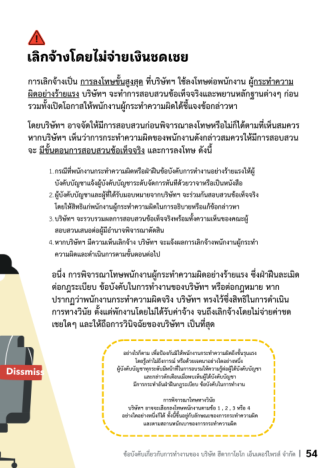 เลิกจ้างโดยไม่จ่ายเงินชดเชย
การเลิกจ้างเป็น การลงโทษขั้นสูงสุด ที่บริษัทฯ ใช้ลงโทษต่อพนักงาน ผู้กระทำความ
ผิดอย่างร้ายแรง บริษัทฯ จะทำการสอบสวนข้อเท็จจริงและพยานหลักฐานต่างๆ ก่อน
รวมทั้งเปิดโอกาสให้พนักงานผู้กระทำความผิดได้ชี้แจงข้อกล่าวหา
โดยบริษัทฯ อาจจัดให้มีการสอบสวนก่อนพิจารณาลงโทษหรือไม่ก็ได้ตามที่เห็นสมควร
หากบริษัทฯ เห็นว่าการกระทำความผิดของพนักงานดังกล่าวสมควรให้มีการสอบสวน
จะ มีขั้นตอนการสอบสวนข้อเท็จจริง และการลงโทษ ดังนี้
1. กรณีที่พนักงานกระทำความผิดหรือฝ่าฝืนข้อบังคับการทำงานอย่างร้ายแรงให้ผู้
บังคับบัญชาแจ้งผู้บังคับบัญชาระดับจัดการทันทีด้วยวาจาหรือเป็นหนังสือ
2. ผู้บังคับบัญชาและผู้ที่ได้รับมอบหมายจากบริษัทฯ จะร่วมกันสอบสวนข้อเท็จจริง
โดยให้สิทธิแก่พนักงานผู้กระทำความผิดในการอธิบายหรือแก้ข้อกล่าวหา
3. บริษัทฯ จะรวบรวมผลการสอบสวนข้อเท็จจริงพร้อมทั้งความเห็นของคณะผู้
สอบสวนเสนอต่อผู้มีอำนาจพิจารณาตัดสิน
4. หากบริษัทฯ มีความเห็นเลิกจ้าง บริษัทฯ จะแจ้งผลการเลิกจ้างพนักงานผู้กระทำ
ความผิดและดำเนินการตามขั้นตอนต่อไป
อนึ่ง การพิจารณาโทษพนักงานผู้กระทำความผิดอย่างร้ายแรง ซึ่งฝ่าฝืนละเมิด
ต่อกฎระเบียบ ข้อบังคับในการทำงานของบริษัทฯ หรือต่อกฎหมาย หาก
ปรากฏว่าพนักงานกระทำความผิดจริง บริษัทฯ ทรงไว้ซึ่งสิทธิในการดำเนิน
การทางวินัย ตั้งแต่พักงานโดยไม่ได้รับค่าจ้าง จนถึงเลิกจ้างโดยไม่จ่ายค่าชด
เชยใดๆ และให้ถือการวินิจฉัยของบริษัทฯ เป็นที่สุด
Dissmiss
อย่างไรก็ตาม เพื่อป้องกันมิให้พนักงานกระทำความผิดถึงขั้นรุนแรง
โดยรู้เท่าไม่ถึงการณ์ หรือด้วยเจตนาอย่างใดอย่างหนึ่ง
ผู้บังคับบัญชาทุกระดับมีหน้าที่ในการอบรมให้ความรู้ต่อผู้ใต้บังคับบัญชา
และกล่าวตักเตือนเมื่อพบเห็นผู้ใต้บังคับบัญชา
มีการกระทำอันฝ่าฝืนกฎระเบียบ ข้อบังคับในการทำงาน
การพิจารณาโทษทางวินัย
บริษัทฯ อาจจะเลือกลงโทษพนักงานตามข้อ 1 , 2 , 3 หรือ 4
อย่างใดอย่างหนึ่งก็ได้ ทั้งนี้ขึ้นอยู่กับลักษณะของการกระทำความผิด
และความสถานหนักเบาของการกระทำความผิด
ข้อบังคับเกี่ยวกับการทำงานของ บริษัท ฮิคาริอาโอโก เอ็นเตอร์ไพรส์ จำกัด | 54